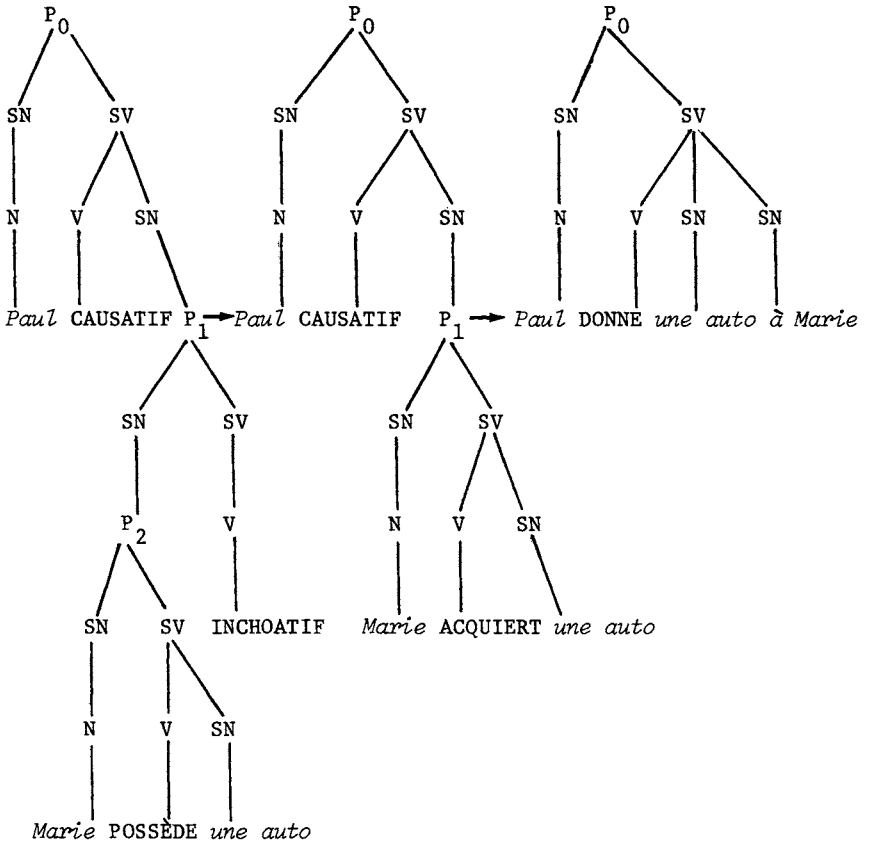 P0 P0 P0
SN SV SN SV SN SV
N V SN N V SN N V SN SN
Paul CAUSATIF P1 Paul CAUSATIF P1 Paul DONNE une auto à Marie
SN SV SN SV
P2 V N V SN
SN SV INCHOATIF Marie ACQUIERT une auto
N V SN
Marie POSSÈDE une auto